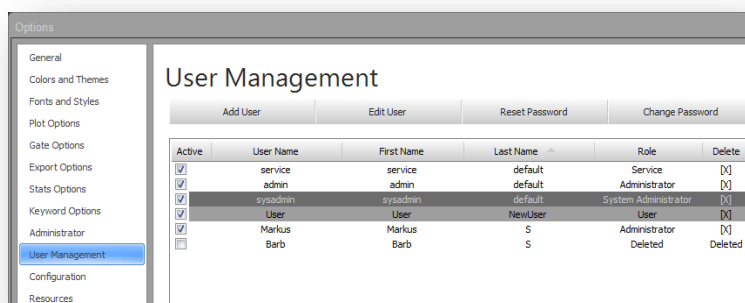 Options
General
Colors and Themes
Fonts and Styles
Plot Options
Gate Options
Export Options
Stats Options
Keyword Options
Administrator
User Management
Configuration
Resources
User Management
Add User Edit User Reset Password Change Password
Active User Name First Name Last Name Role Delete
service service default Service [X]
admin admin default Administrator [X]
sysadmin sysadmin default System Administrator [X]
User User NewUser User [X]
Markus Markus S Administrator [X]
Barb Barb S Deleted Deleted